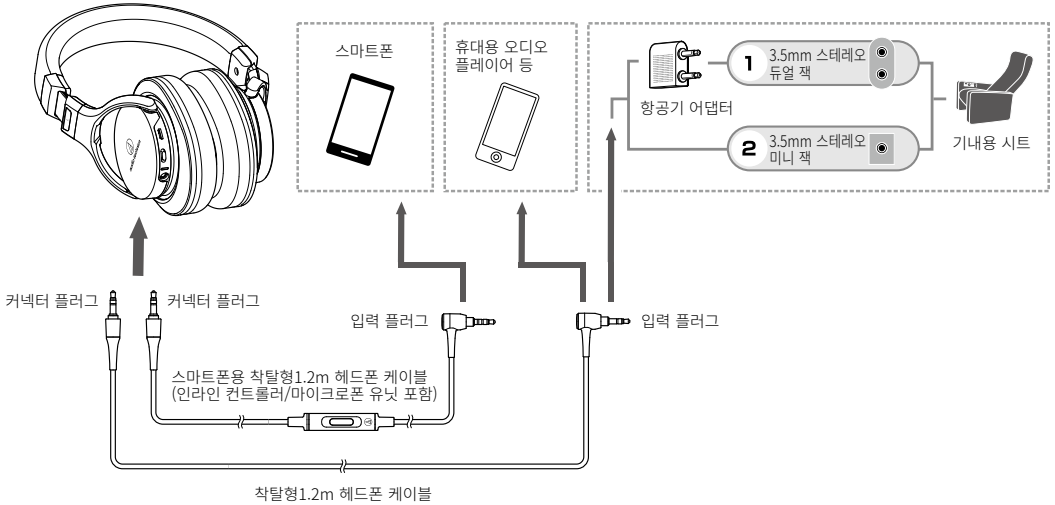 스마트폰
휴대용 오디오
플레이어 등
항공기 어댑터
1
3.5mm 스테레오
듀얼 잭
2
3.5mm 스테레오
미니 잭
기내용 시트
커넥터 플러그
커넥터 플러그
입력 플러그
입력 플러그
스마트폰용 착탈형1.2m 헤드폰 케이블
(인라인 컨트롤러/마이크로폰 유닛 포함)
착탈형1.2m 헤드폰 케이블